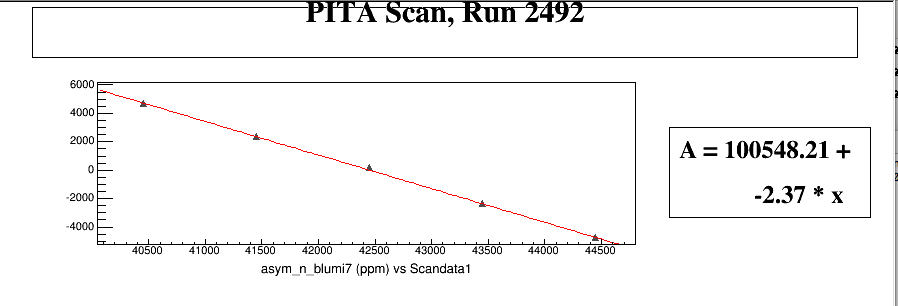 PITA Scan, Run 2492
6000
4000
2000
0
-2000
-4000
40500 41000 41500 42000 42500 43000 43500 44000 44500
asym_n_blumi7 (ppm) vs Scandata1
A = 100548.21 +
-2.37 * x